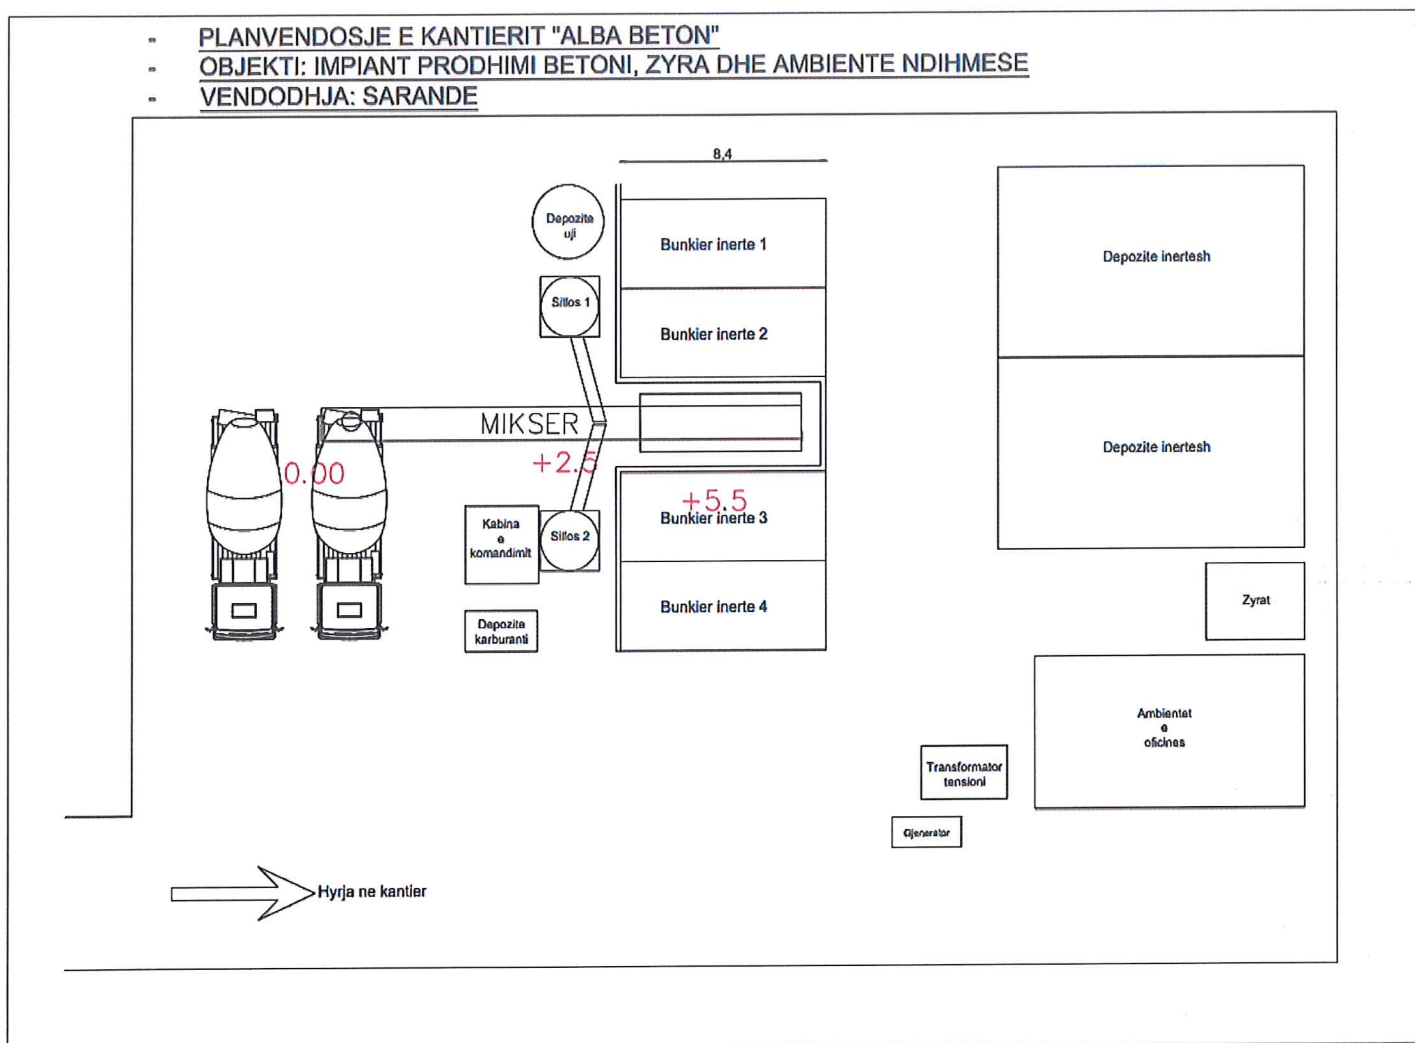 - PLANVENDOSJE E KANTIERIT "ALBA BETON"
- OBJEKTI: IMPIANT PRODHIMI BETONI, ZYRA DHE AMBIENTE NDIHMESE
- VENDODHJA: SARANDE
8,4
Depozite
uji
Bunkier inerte 1
Depozite inertesh
Sillos 1
Bunkier inerte 2
MIKSER
Depozite inertesh
0.00
+2.5
+5.5
Bunkier inerte 3
Kabina
e
komandimit
Sillos 2
Bunkier inerte 4
Zyrat
Depozite
karburanti
Ambientet
e
oficines
Transformator
tensioni
Gjenerator
Hyrja ne kantier